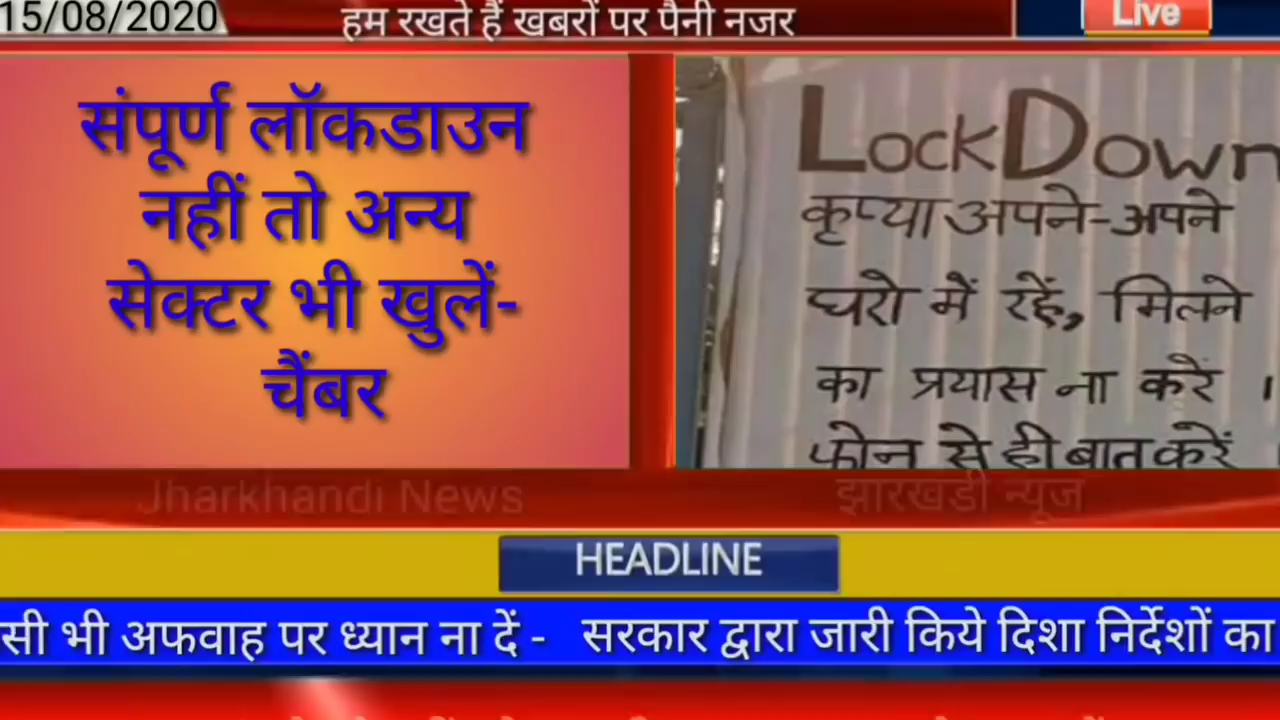 15/08/2020
हम रखते हैं खबरों पर पैनी नजर
Live
संपूर्ण लॉकडाउन
नहीं तो अन्य
सेक्टर भी खुलें-
चैंबर
LockDown
कृप्या अपने-अपने
घरो में रहें, मिलने
का प्रयास ना करें ।
फोन से ही बात करें
Jharkhandi News
झारखंडी न्यूज
HEADLINE
सी भी अफवाह पर ध्यान ना दें - सरकार द्वारा जारी किये दिशा निर्देशों का